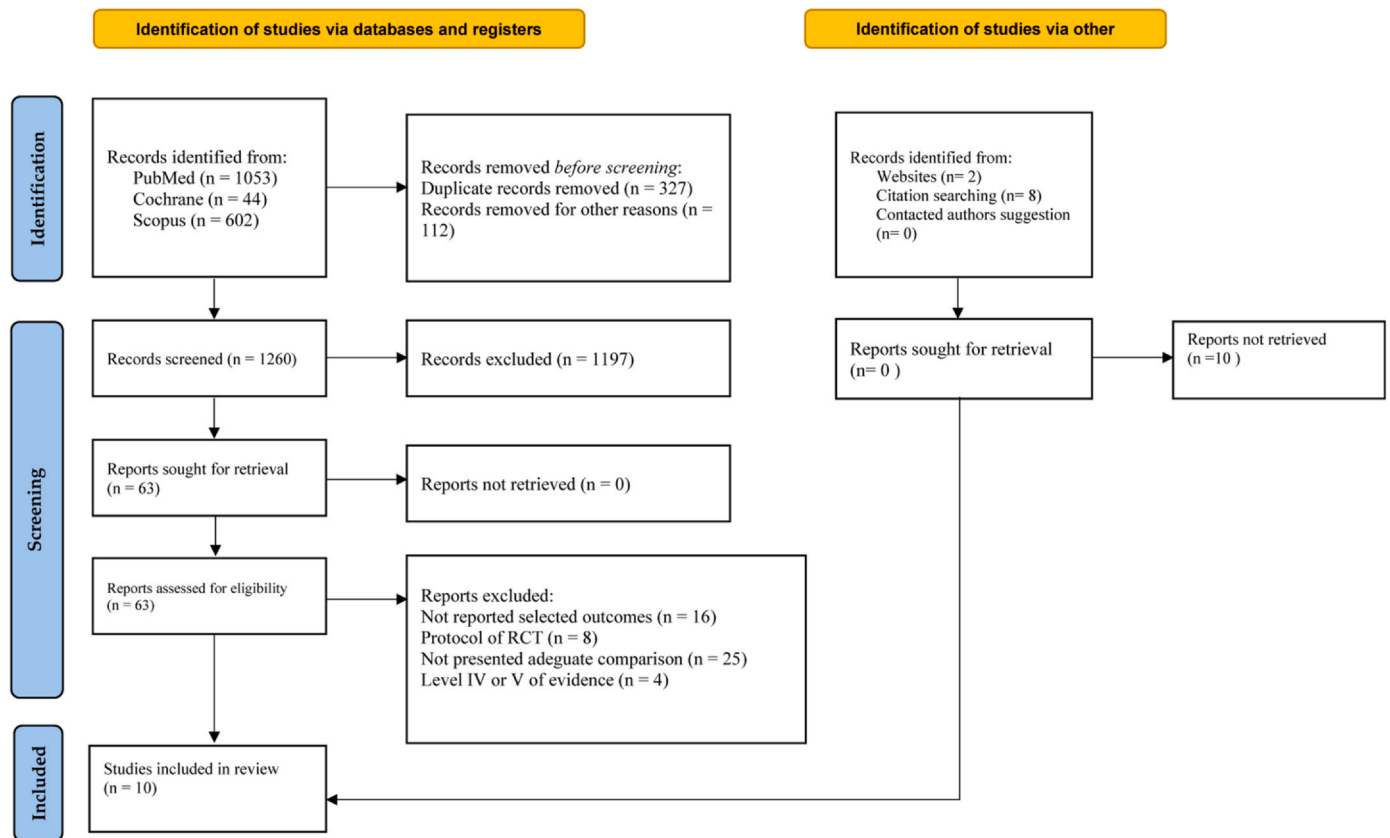 Identification of studies via databases and registers
Identification of studies via other
Identification
Records identified from:
PubMed (n = 1053)
Cochrane (n = 44)
Scopus (n = 602)
Records removed before screening:
Duplicate records removed (n = 327)
Records removed for other reasons (n =
112)
Records identified from:
Websites (n= 2)
Citation searching (n= 8)
Contacted authors suggestion
(n= 0)
Screening
Records screened (n = 1260)
Records excluded (n = 1197)
Reports sought for retrieval
(n= 0 )
Reports not retrieved
(n =10 )
Reports sought for retrieval
(n = 63)
Reports not retrieved (n = 0)
Reports assessed for eligibility
(n = 63)
Reports excluded:
Not reported selected outcomes (n = 16)
Protocol of RCT (n = 8)
Not presented adeguate comparison (n = 25)
Level IV or V of evidence (n = 4)
Included
Studies included in review
(n = 10)